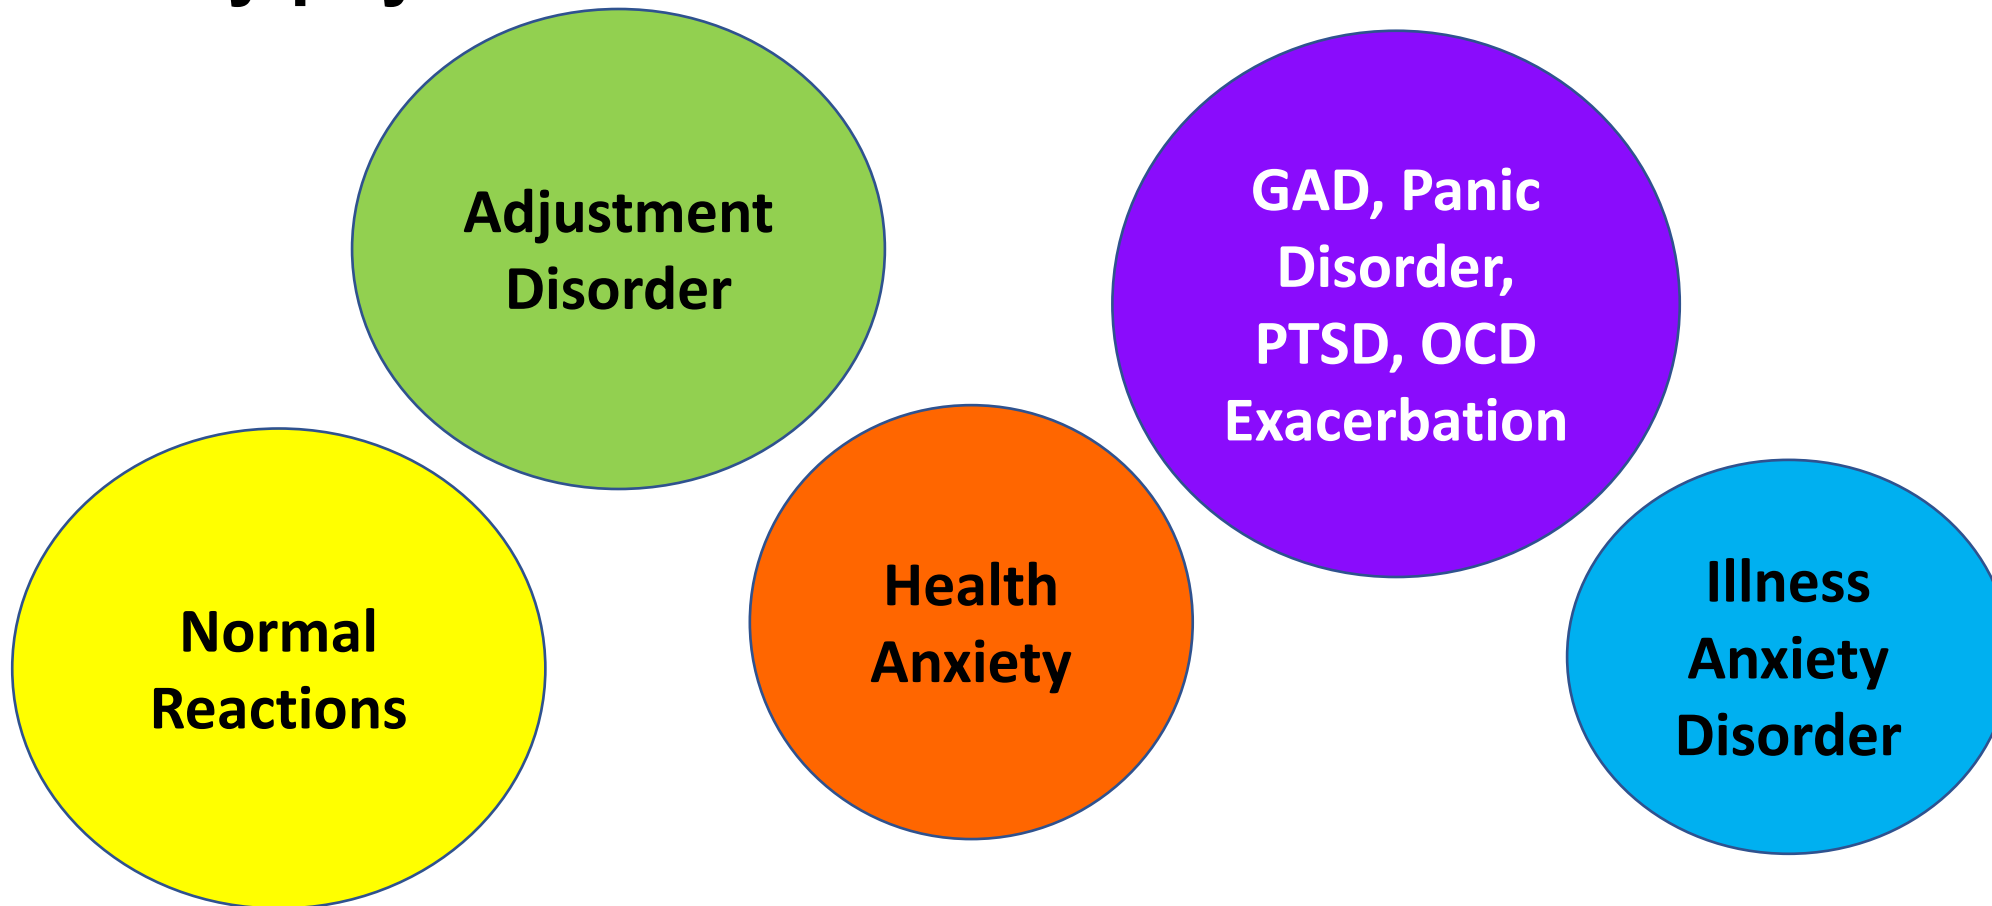 Adjustment
Disorder
GAD, Panic
Disorder,
PTSD, OCD
Exacerbation
Normal
Reactions
Health
Anxiety
Illness
Anxiety
Disorder